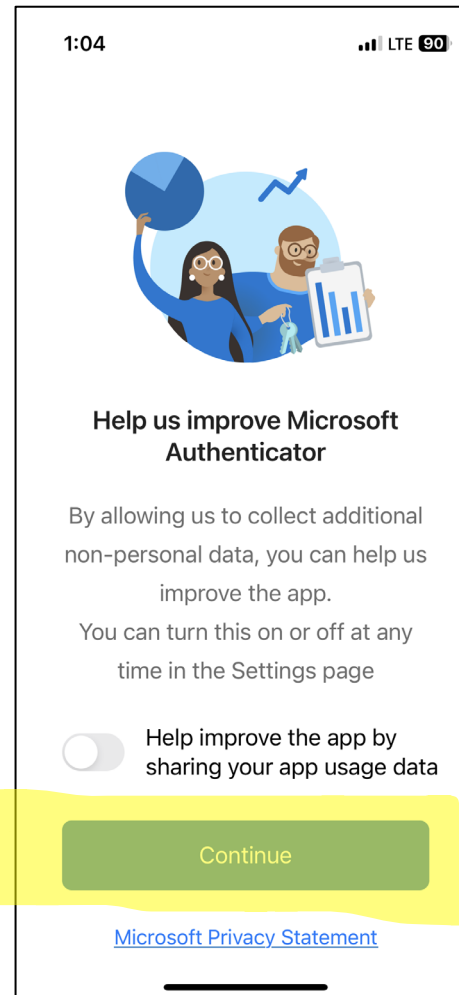 1:04 LTE 90
Help us improve Microsoft
Authenticator
By allowing us to collect additional
non-personal data, you can help us
improve the app.
You can turn this on or off at any
time in the Settings page
Help improve the app by
sharing your app usage data
Continue
Microsoft Privacy Statement